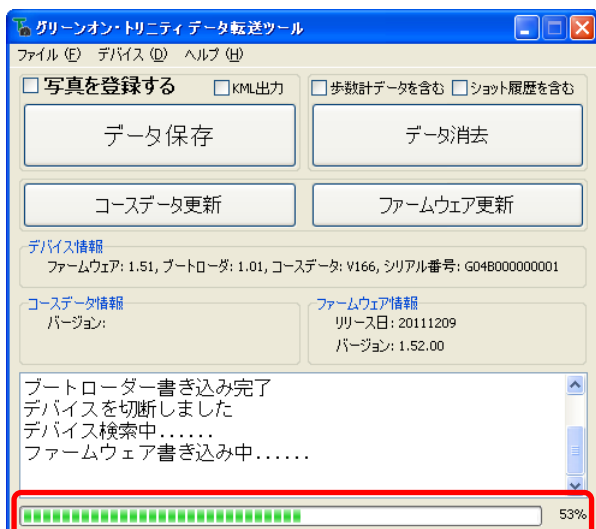 グリーンオン・トリニティ データ転送ツール
ファイル (F) デバイス (D) ヘルプ (H)
写真を登録する KML出力 歩数計データを含む ショット履歴を含む
データ保存 データ消去
コースデータ更新 ファームウェア更新
デバイス情報
ファームウェア: 1.51, ブートローダ: 1.01, コースデータ: V166, シリアル番号: G04B000000001
コースデータ情報 ファームウェア情報
バージョン: リリース日: 20111209
バージョン: 1.52.00
ブートローダー書き込み完了
デバイスを切断しました
デバイス検索中......
ファームウェア書き込み中......
53%